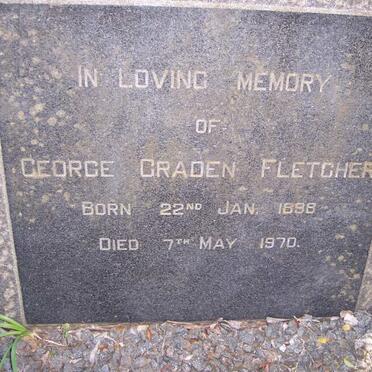 IN LOVING MEMORY
OF
GEORGE GRADEN FLETCHER
BORN 22ND JAN. 1898
DIED 7TH MAY 1970.